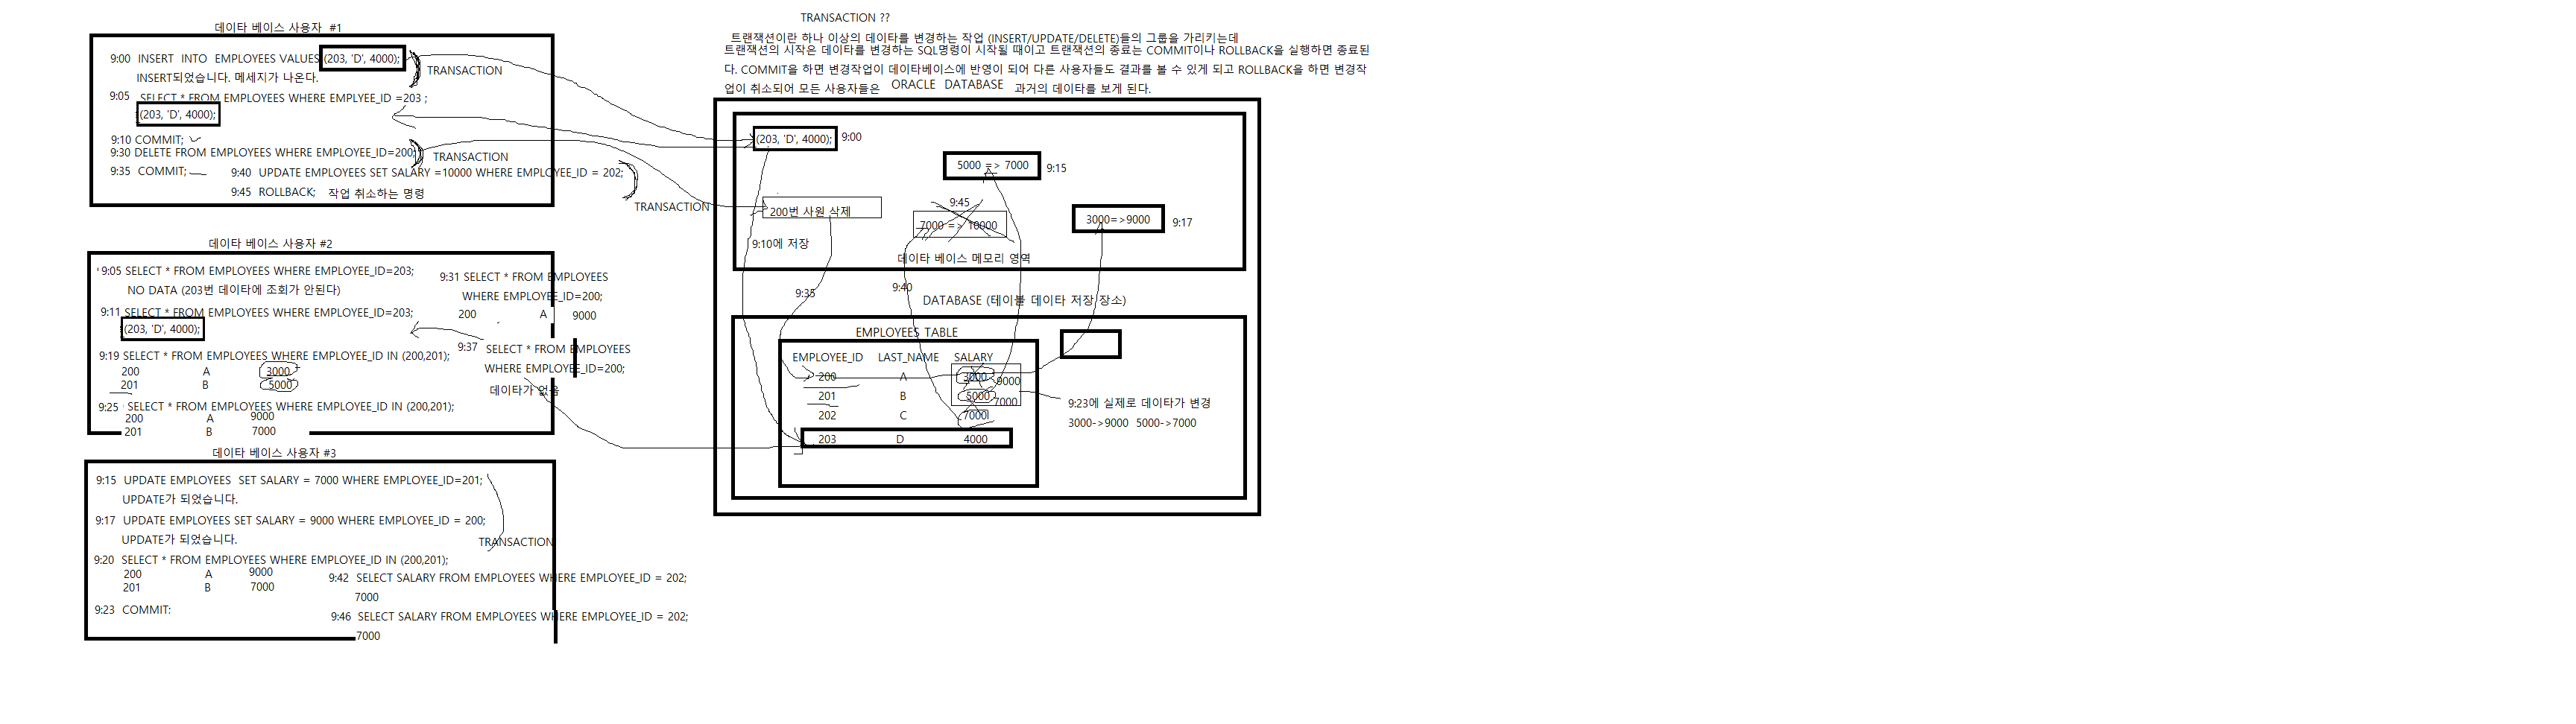 데이타 베이스 사용자 #1
9:00 INSERT INTO EMPLOYEES VALUES (203, 'D', 4000);
INSERT되었습니다. 메세지가 나온다.
TRANSACTION
9:05 SELECT * FROM EMPLOYEES WHERE EMPLYEE_ID =203 ;
(203, 'D', 4000);
9:10 COMMIT;
9:30 DELETE FROM EMPLOYEES WHERE EMPLOYEE_ID=200;
TRANSACTION
9:35 COMMIT;
9:40 UPDATE EMPLOYEES SET SALARY =10000 WHERE EMPLOYEE_ID = 202;
9:45 ROLLBACK; 작업 취소하는 명령
TRANSACTION
데이타 베이스 사용자 #2
9:05 SELECT * FROM EMPLOYEES WHERE EMPLOYEE_ID=203;
NO DATA (203번 데이타에 조회가 안된다)
9:11 SELECT * FROM EMPLOYEES WHERE EMPLOYEE_ID=203;
(203, 'D', 4000);
9:19 SELECT * FROM EMPLOYEES WHERE EMPLOYEE_ID IN (200,201);
200 A 3000
201 B 5000
9:25 SELECT * FROM EMPLOYEES WHERE EMPLOYEE_ID IN (200,201);
200 A 9000
201 B 7000
9:31 SELECT * FROM EMPLOYEES
WHERE EMPLOYEE_ID=200;
200 A 9000
9:37 SELECT * FROM EMPLOYEES
WHERE EMPLOYEE_ID=200;
데이타가 없음
데이타 베이스 사용자 #3
9:15 UPDATE EMPLOYEES SET SALARY = 7000 WHERE EMPLOYEE_ID=201;
UPDATE가 되었습니다.
9:17 UPDATE EMPLOYEES SET SALARY = 9000 WHERE EMPLOYEE_ID = 200;
UPDATE가 되었습니다.
TRANSACTION
9:20 SELECT * FROM EMPLOYEES WHERE EMPLOYEE_ID IN (200,201);
200 A 9000
201 B 7000
9:23 COMMIT:
9:42 SELECT SALARY FROM EMPLOYEES WHERE EMPLOYEE_ID = 202;
7000
9:46 SELECT SALARY FROM EMPLOYEES WHERE EMPLOYEE_ID = 202;
7000
TRANSACTION ??
트랜잭션이란 하나 이상의 데이타를 변경하는 작업 (INSERT/UPDATE/DELETE)들의 그룹을 가리키는데
트랜잭션의 시작은 데이타를 변경하는 SQL명령이 시작될 때이고 트랜잭션의 종료는 COMMIT이나 ROLLBACK을 실행하면 종료된
다. COMMIT을 하면 변경작업이 데이타베이스에 반영이 되어 다른 사용자들도 결과를 볼 수 있게 되고 ROLLBACK을 하면 변경작
업이 취소되어 모든 사용자들은 과거의 데이타를 보게 된다.
ORACLE DATABASE
(203, 'D', 4000); 9:00
5000 => 7000 9:15
200번 사원 삭제
9:45
7000 => 10000
3000=>9000 9:17
9:10에 저장
데이타 베이스 메모리 영역
9:35
9:40
DATABASE (테이블 데이타 저장 장소)
EMPLOYEES TABLE
EMPLOYEE_ID LAST_NAME SALARY
200 A 3000 9000
201 B 5000 7000
202 C 7000
203 D 4000
9:23에 실제로 데이타가 변경
3000->9000 5000->7000